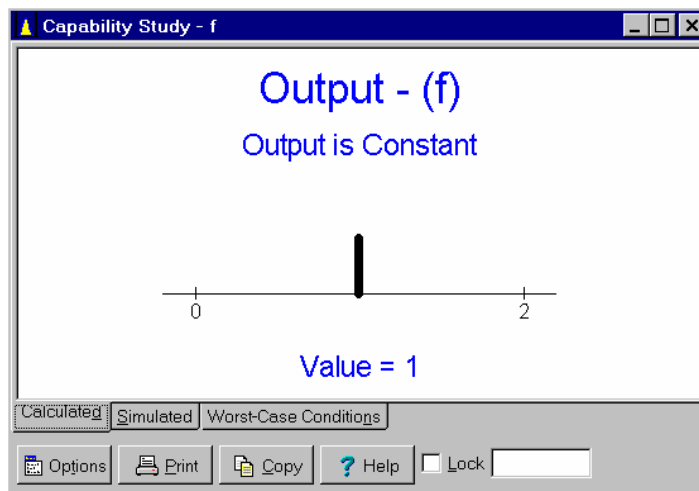 Capability Study - f
Output - (f)
Output is Constant
0 2
Value = 1
Calculated Simulated Worst-Case Conditions
Options Print Copy ? Help Lock